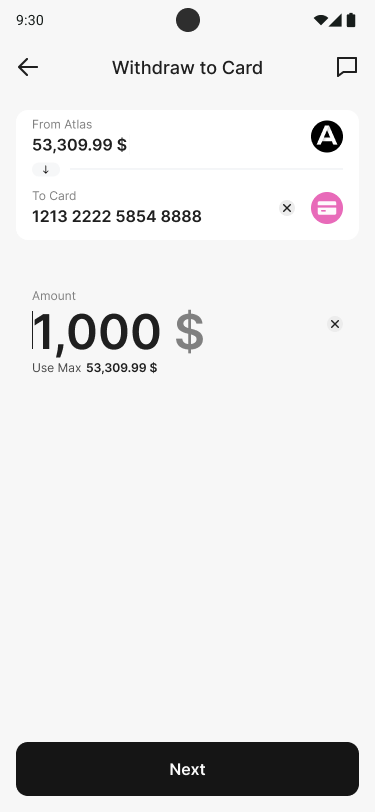 9:30
Withdraw to Card
From Atlas
53,309.99 $
A
↓
To Card
1213 2222 5854 8888
Amount
1,000 $
Use Max 53,309.99 $
Next